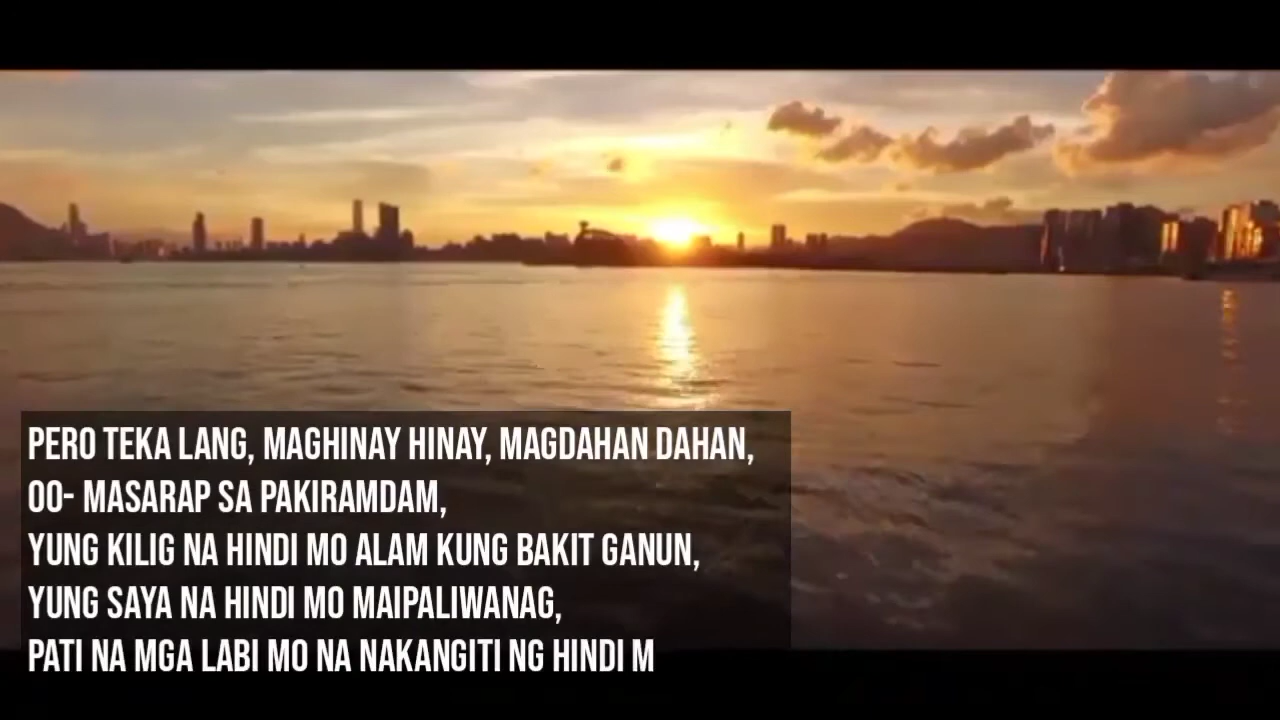 PERO TEKA LANG, MAGHINAY HINAY, MAGDAHAN DAHAN,
OO- MASARAP SA PAKIRAMDAM,
YUNG KILIG NA HINDI MO ALAM KUNG BAKIT GANUN,
YUNG SAYA NA HINDI MO MAIPALIWANAG,
PATI NA MGA LABI MO NA NAKANGITI NG HINDI M